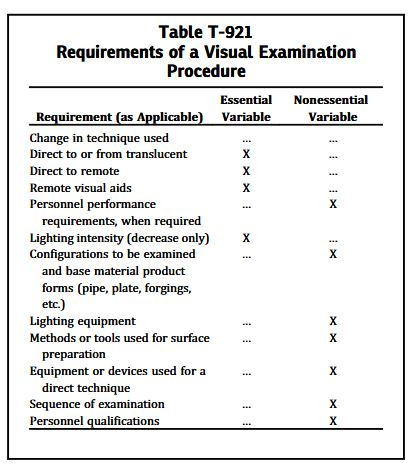 Table T-921
Requirements of a Visual Examination
Procedure
Essential Nonessential
Requirement (as Applicable) Variable Variable
Change in technique used ... ...
Direct to or from translucent X ...
Direct to remote X ...
Remote visual aids X ...
Personnel performance ... X
requirements, when required
Lighting intensity (decrease only) X ...
Configurations to be examined ... X
and base material product
forms (pipe, plate, forgings,
etc.)
Lighting equipment ... X
Methods or tools used for surface ... X
preparation
Equipment or devices used for a ... X
direct technique
Sequence of examination ... X
Personnel qualifications ... X